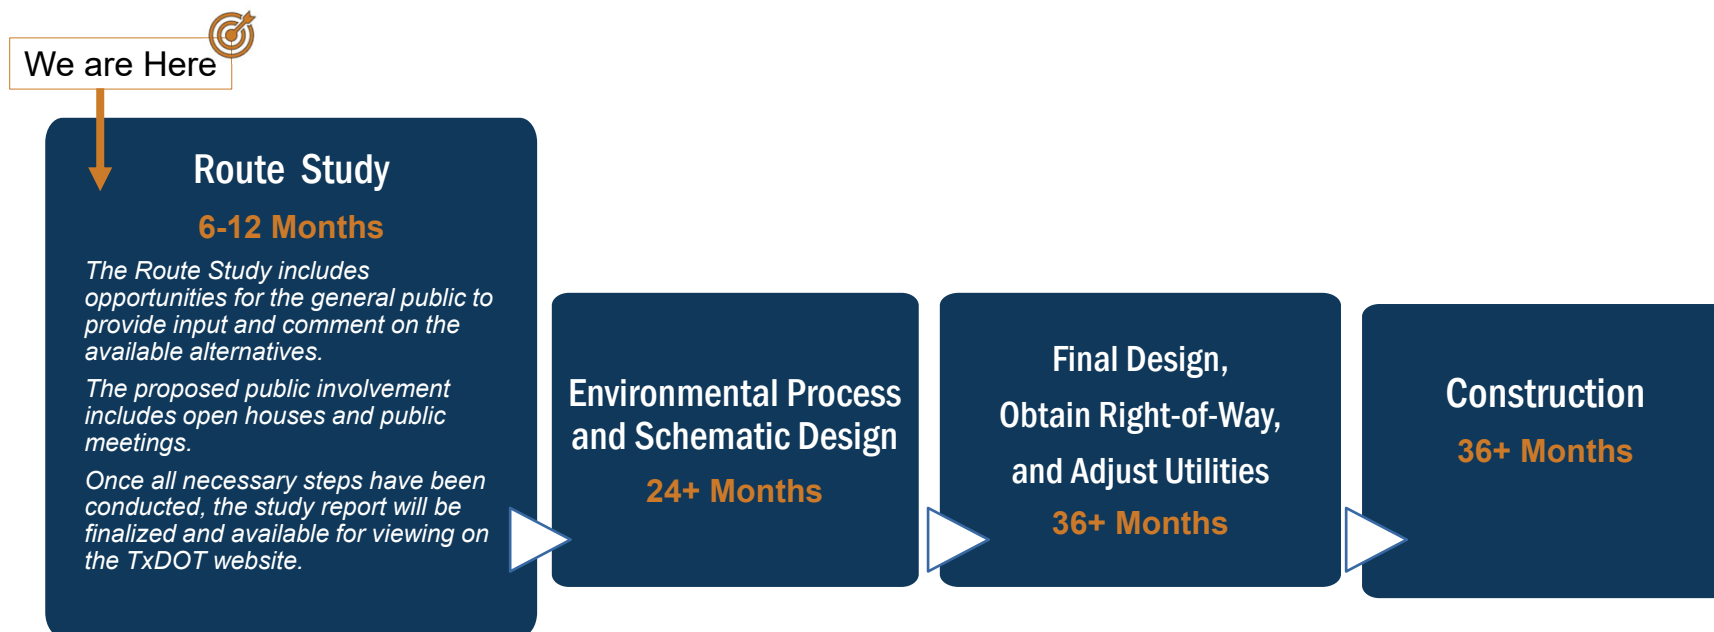 We are Here
Route Study
6-12 Months
The Route Study includes
opportunities for the general public to
provide input and comment on the
available alternatives.
The proposed public involvement
includes open houses and public
meetings.
Once all necessary steps have been
conducted, the study report will be
finalized and available for viewing on
the TxDOT website.
Environmental Process
and Schematic Design
24+ Months
Final Design,
Obtain Right-of-Way,
and Adjust Utilities
36+ Months
Construction
36+ Months